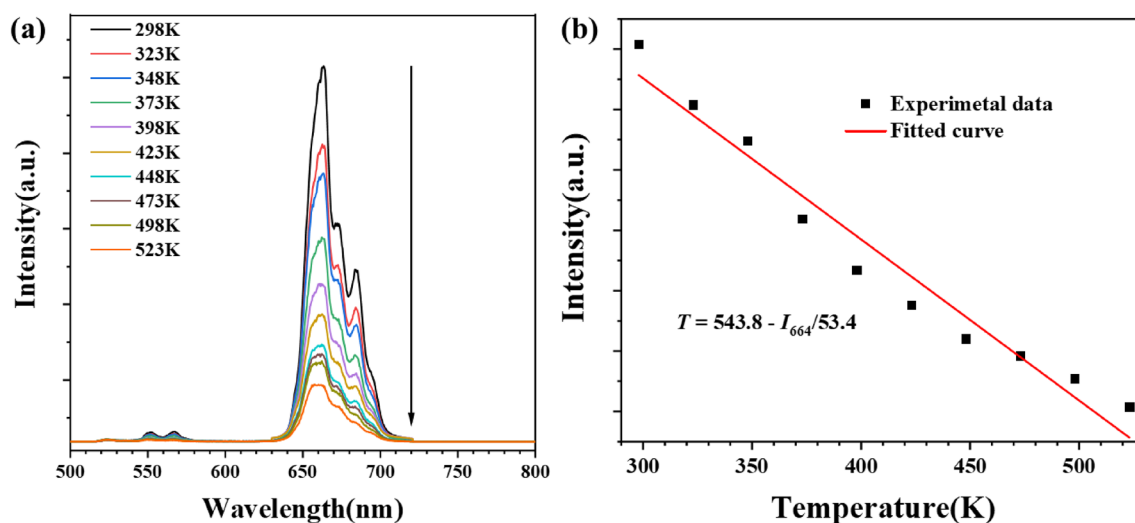 (a)
298K
323K
348K
373K
398K
423K
448K
473K
498K
523K
Intensity(a.u.)
500 550 600 650 700 750 800
Wavelength(nm)
(b)
Experimetal data
Fitted curve
T = 543.8 - I664/53.4
Intensity(a.u.)
300 350 400 450 500
Temperature(K)